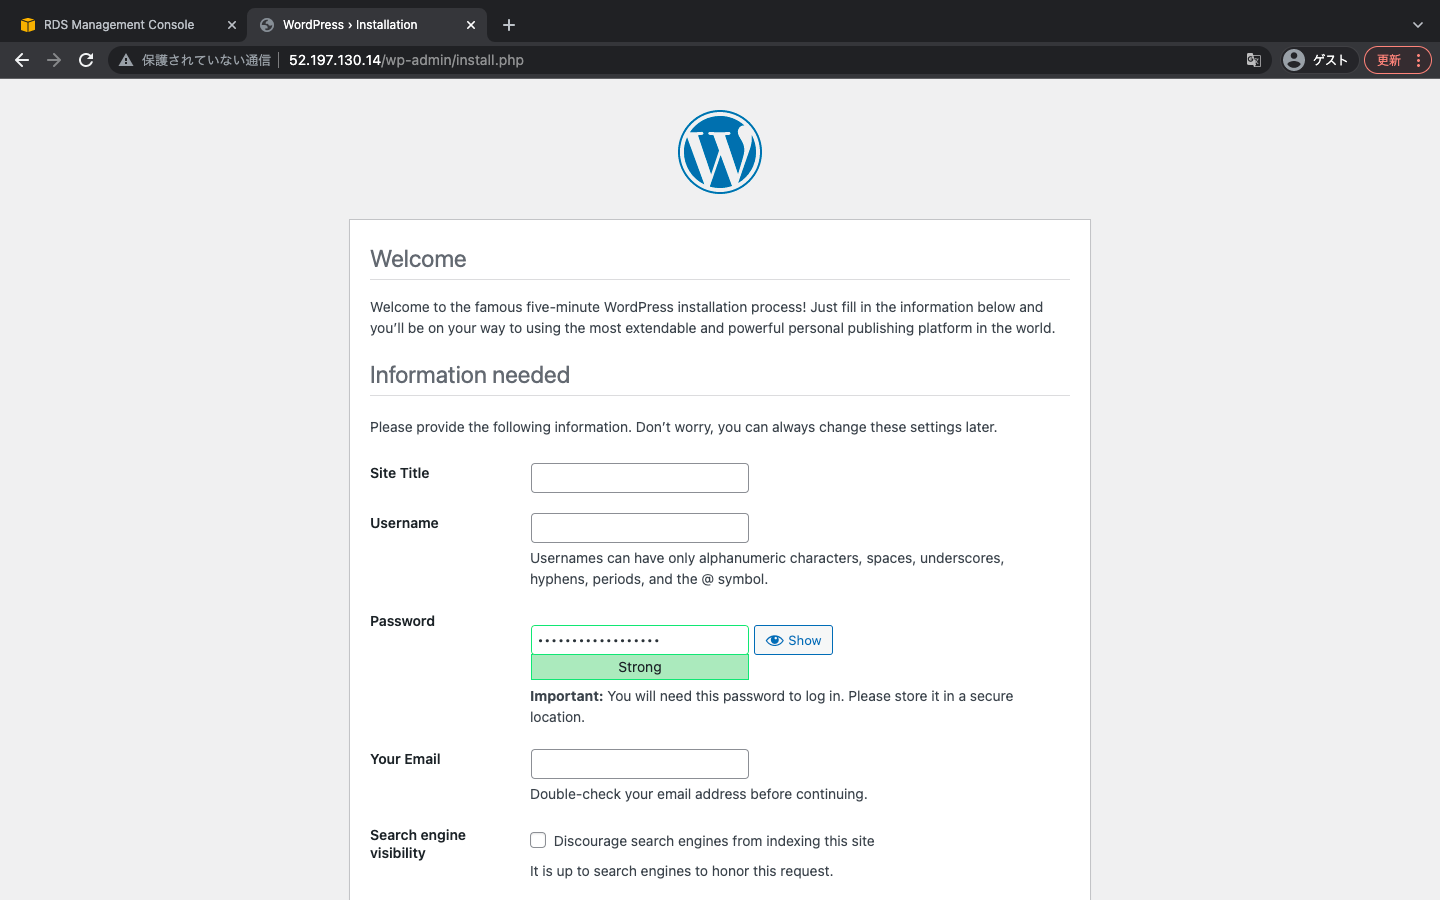 RDS Management Console
WordPress › Installation
保護されていない通信
52.197.130.14/wp-admin/install.php
ゲスト
更新
Welcome
Welcome to the famous five-minute WordPress installation process! Just fill in the information below and
you’ll be on your way to using the most extendable and powerful personal publishing platform in the world.
Information needed
Please provide the following information. Don’t worry, you can always change these settings later.
Site Title
Username
Usernames can have only alphanumeric characters, spaces, underscores,
hyphens, periods, and the @ symbol.
Password
••••••••••••••••••
Show
Strong
Important: You will need this password to log in. Please store it in a secure
location.
Your Email
Double-check your email address before continuing.
Search engine
visibility
Discourage search engines from indexing this site
It is up to search engines to honor this request.